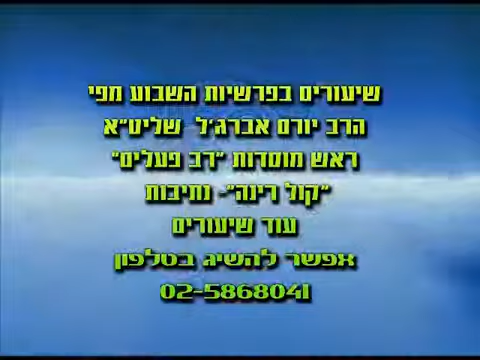 שיעורים בפרשיות השבוע מפי
הרב יורם אברג'ל שליט"א
ראש מוסדות "רב פעלים"
"קול רינה"- נתיבות
עוד שיעורים
אפשר להשיג בטלפון
02-5868041